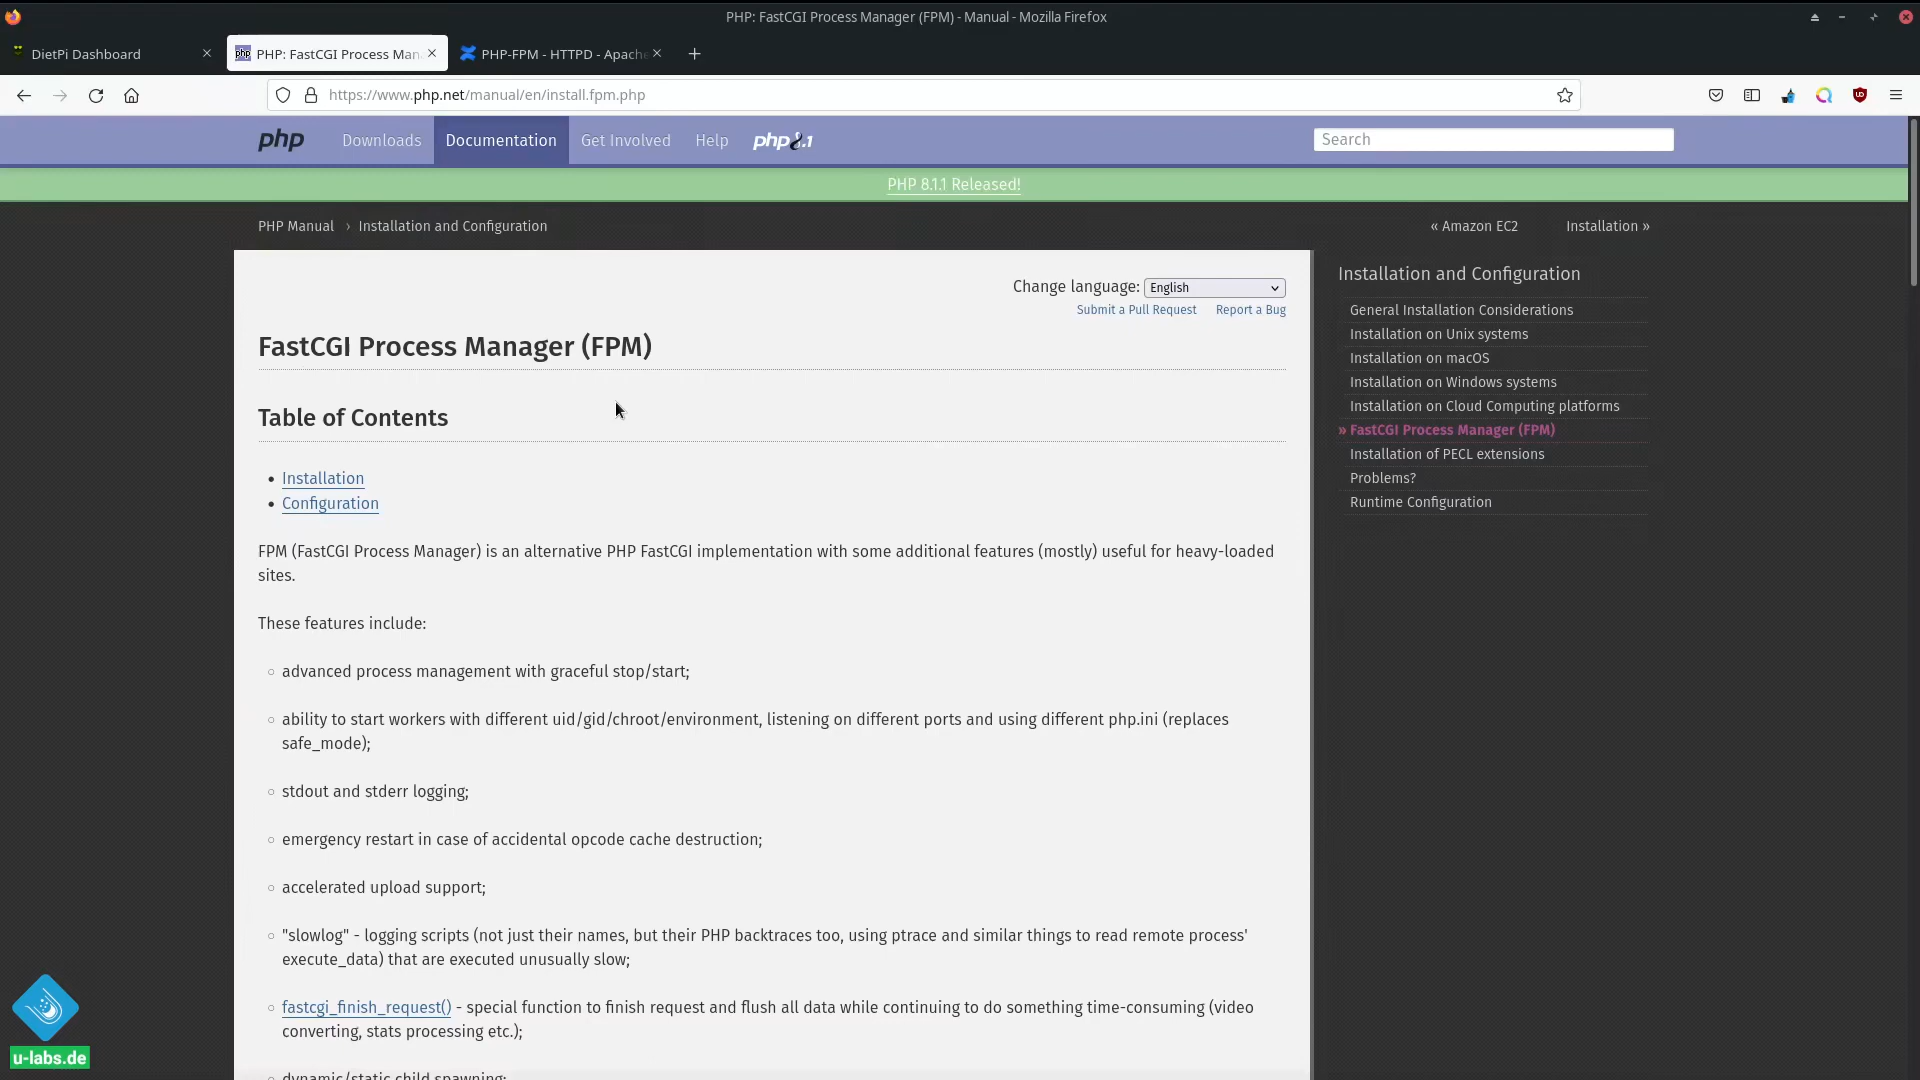 PHP: FastCGI Process Manager (FPM) - Manual - Mozilla Firefox
DietPi Dashboard
php PHP: FastCGI Process Man
PHP-FPM - HTTPD - Apache
https://www.php.net/manual/en/install.fpm.php
php Downloads Documentation Get Involved Help php8.1 Search
PHP 8.1.1 Released!
PHP Manual › Installation and Configuration
« Amazon EC2 Installation »
Change language: English
Submit a Pull Request Report a Bug
FastCGI Process Manager (FPM)
Table of Contents
• Installation
• Configuration
FPM (FastCGI Process Manager) is an alternative PHP FastCGI implementation with some additional features (mostly) useful for heavy-loaded
sites.
These features include:
advanced process management with graceful stop/start;
ability to start workers with different uid/gid/chroot/environment, listening on different ports and using different php.ini (replaces
safe_mode);
stdout and stderr logging;
emergency restart in case of accidental opcode cache destruction;
accelerated upload support;
"slowlog" - logging scripts (not just their names, but their PHP backtraces too, using ptrace and similar things to read remote process'
execute_data) that are executed unusually slow;
fastcgi_finish_request() - special function to finish request and flush all data while continuing to do something time-consuming (video
converting, stats processing etc.);
dynamic/static child spawning;
Installation and Configuration
General Installation Considerations
Installation on Unix systems
Installation on macOS
Installation on Windows systems
Installation on Cloud Computing platforms
» FastCGI Process Manager (FPM)
Installation of PECL extensions
Problems?
Runtime Configuration
u-labs.de